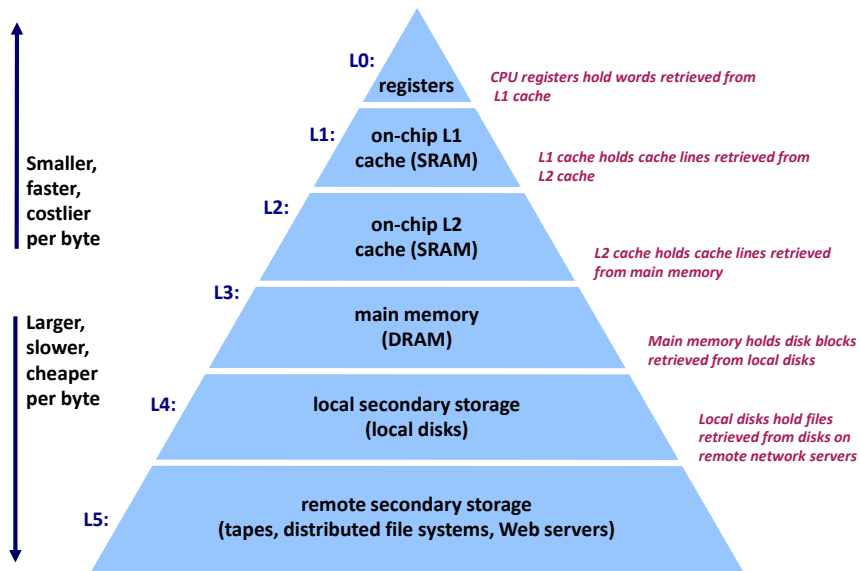 L0:
registers
CPU registers hold words retrieved from
L1 cache
L1:
on-chip L1
cache (SRAM)
L1 cache holds cache lines retrieved from
L2 cache
Smaller,
faster,
costlier
per byte
L2:
on-chip L2
cache (SRAM)
L2 cache holds cache lines retrieved
from main memory
L3:
main memory
(DRAM)
Larger,
slower,
cheaper
per byte
Main memory holds disk blocks
retrieved from local disks
L4:
local secondary storage
(local disks)
Local disks hold files
retrieved from disks on
remote network servers
L5:
remote secondary storage
(tapes, distributed file systems, Web servers)